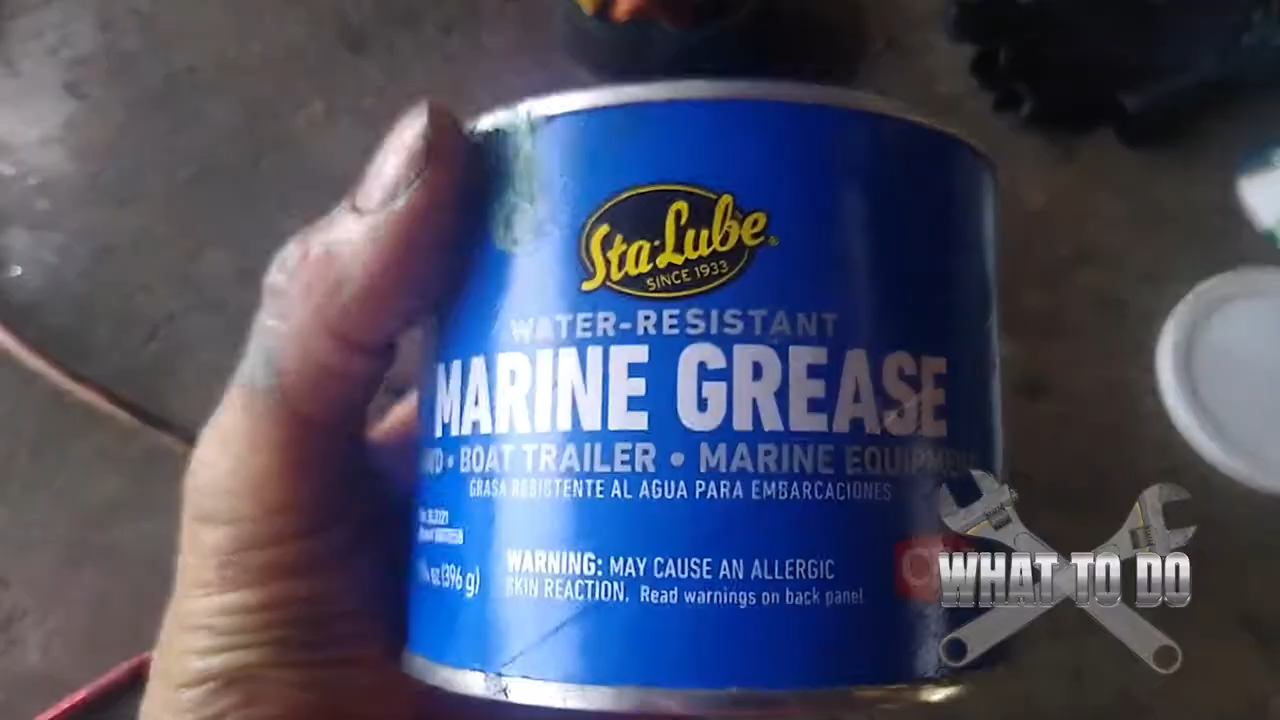 Sta-Lube
SINCE 1933
WATER-RESISTANT
MARINE GREASE
• BOAT TRAILER • MARINE EQUIPMENT
GRASA RESISTENTE AL AGUA PARA EMBARCACIONES
WARNING: MAY CAUSE AN ALLERGIC
SKIN REACTION. Read warnings on back panel
oz (396 g)
WHAT TO DO